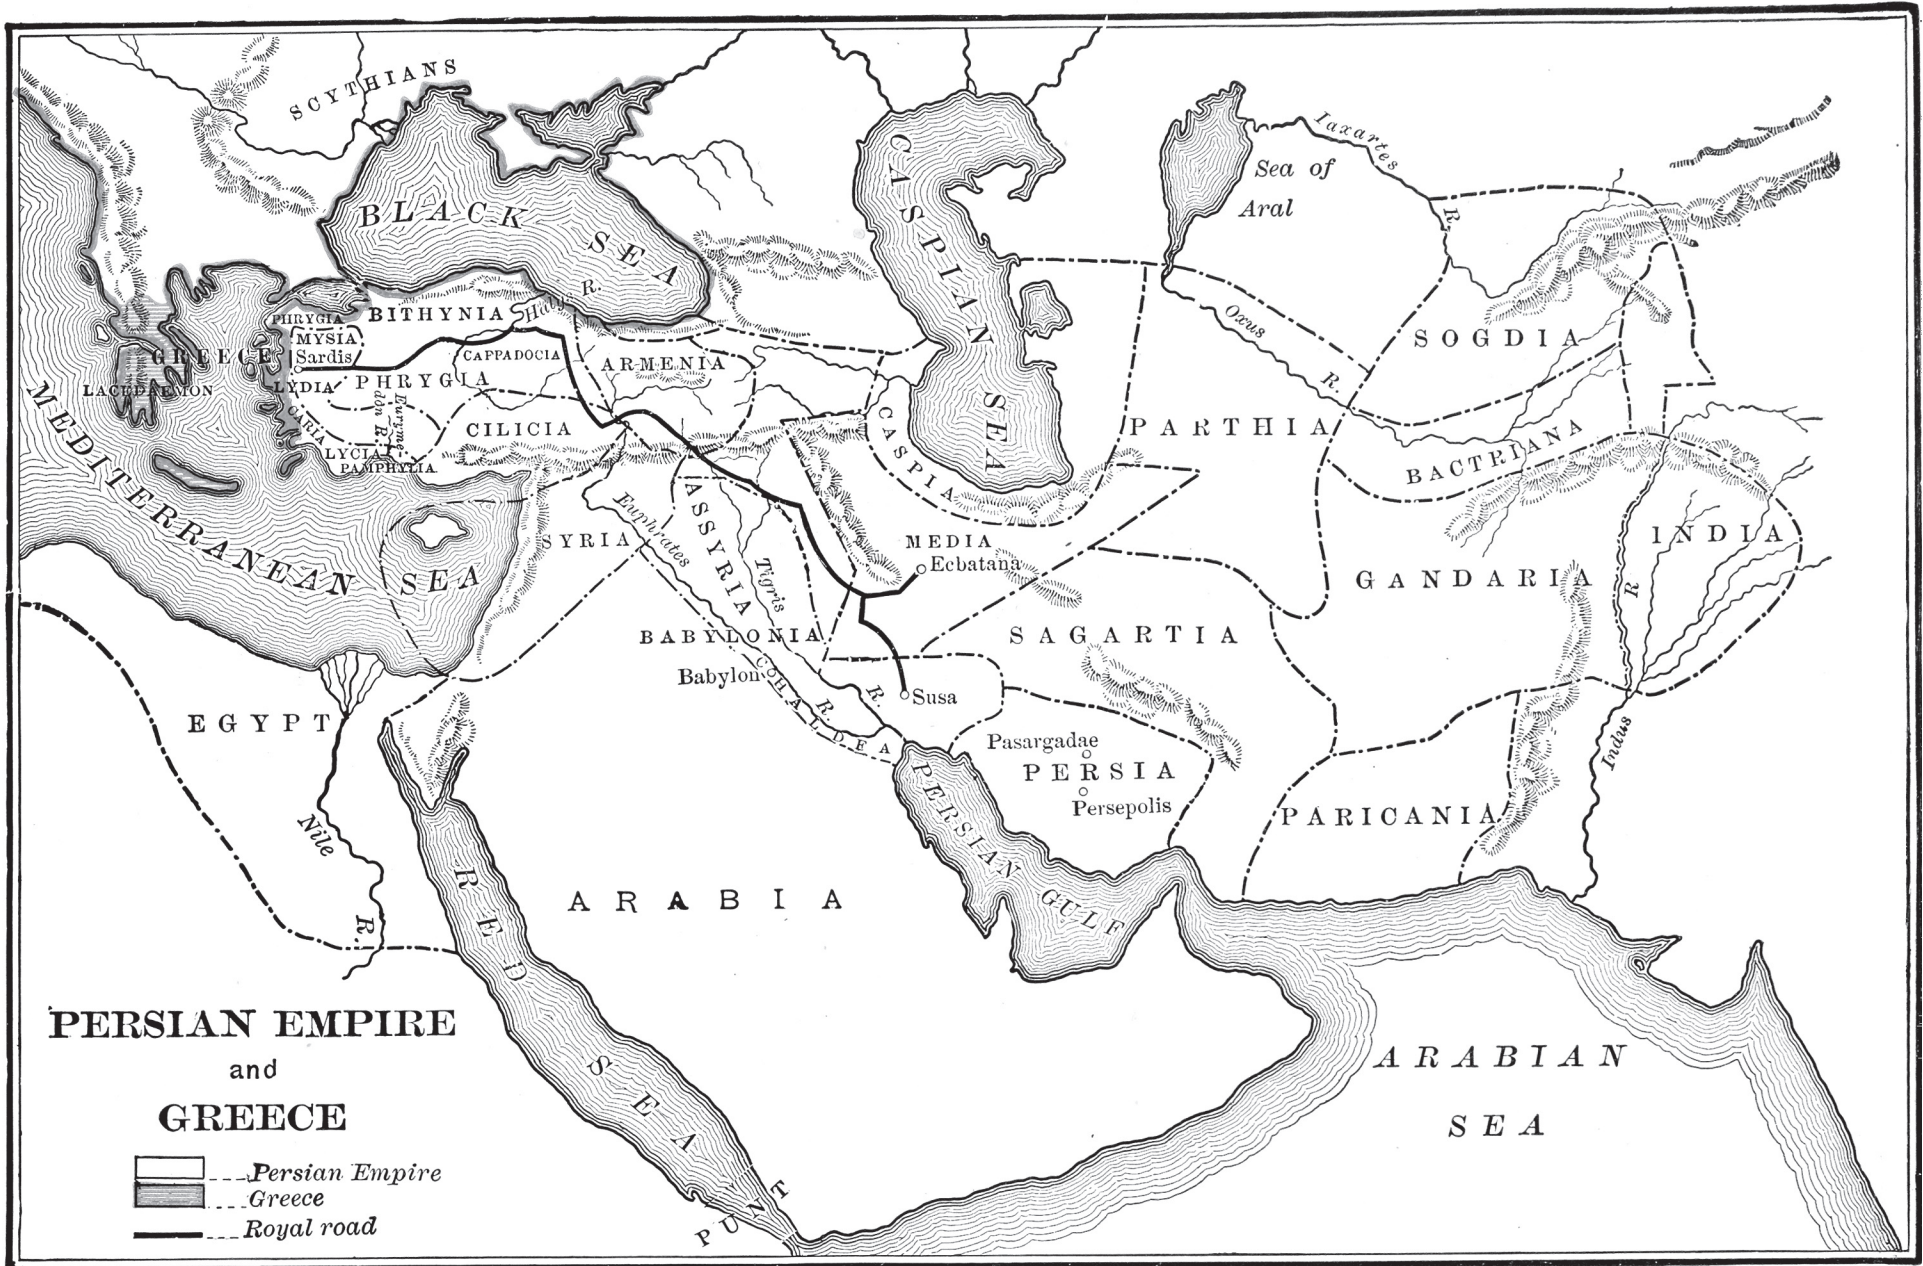 SCYTHIANS
BLACK SEA
CASPIAN SEA
Sea of
Aral
Iaxartes R.
Oxus R.
SOGDIA
PHRYGIA
BITHYNIA
Halys R.
MYSIA
Sardis
GREECE
CAPPADOCIA
ARMENIA
LACEDAEMON
LYDIA
PHRYGIA
CARIA
Euryme-
don R.
CILICIA
LYCIA
PAMPHYLIA
CASPIA
PARTHIA
BACTRIANA
MEDITERRANEAN SEA
SYRIA
Euphrates R.
ASSYRIA
Tigris R.
MEDIA
Ecbatana
INDIA
GANDARIA
BABYLONIA
SAGARTIA
Babylon
CHALDEA
Susa
Indus R
EGYPT
Pasargadae
PERSIA
Persepolis
PARICANIA
Nile R.
PERSIAN GULF
RED SEA
ARABIA
ARABIAN
SEA
PUNT
PERSIAN EMPIRE
and
GREECE
Persian Empire
Greece
Royal road